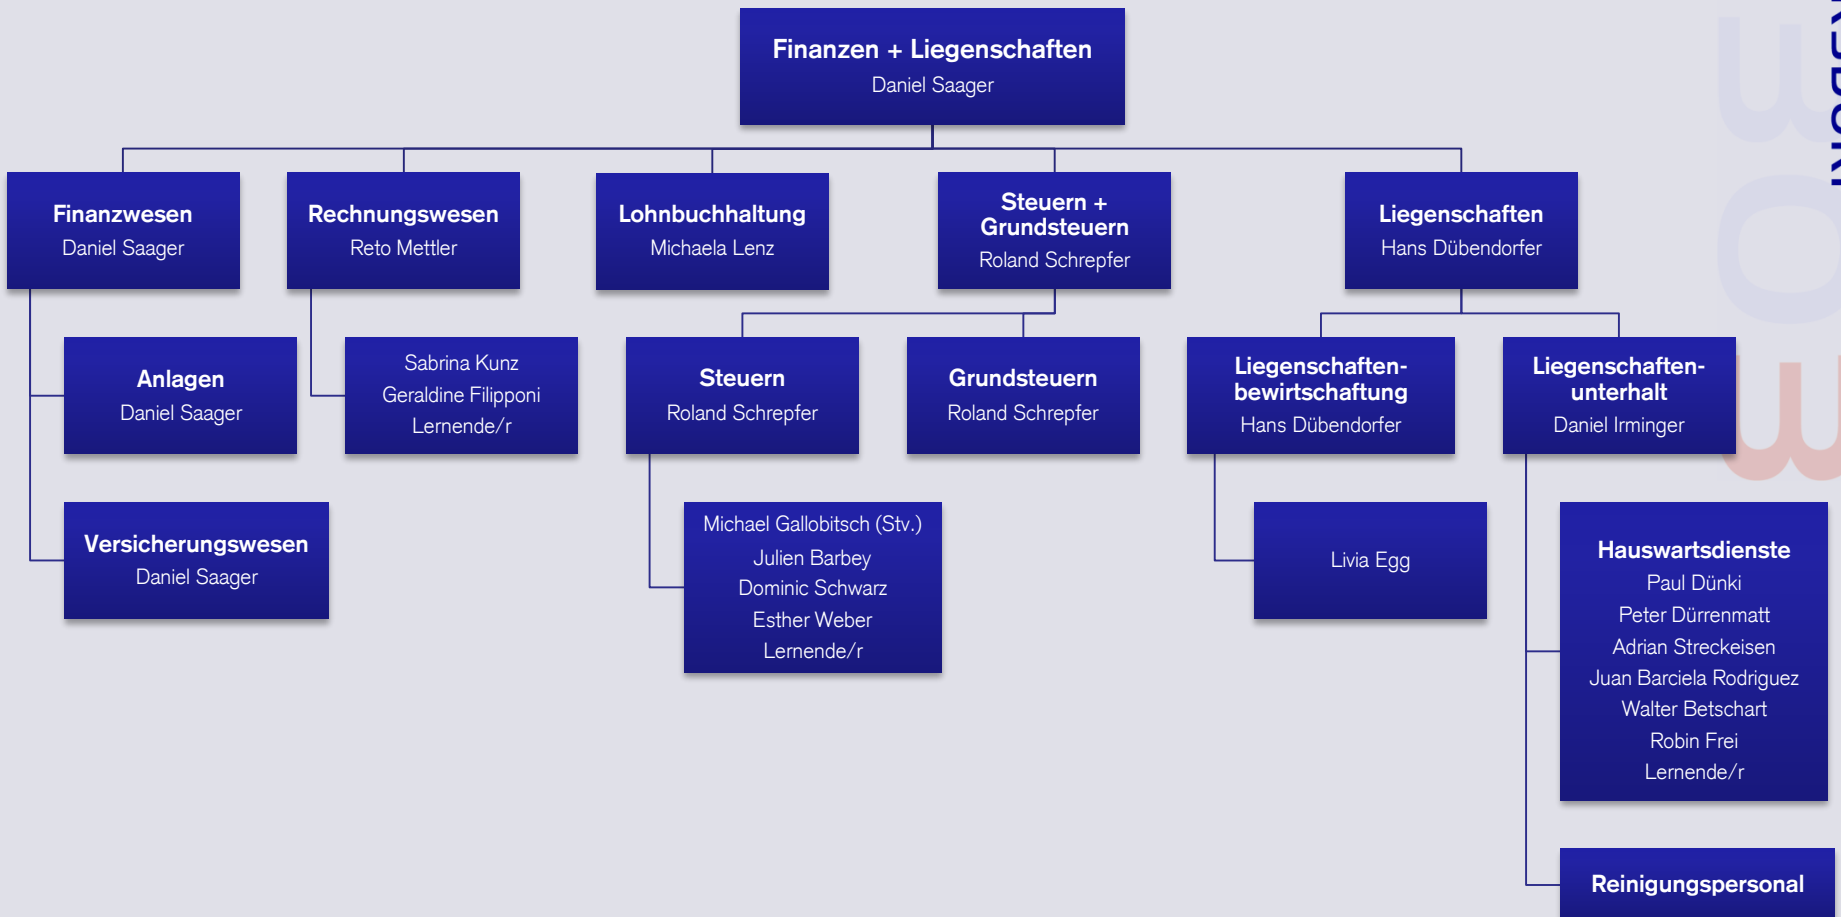 Finanzen + Liegenschaften
Daniel Saager
Finanzwesen
Daniel Saager
Rechnungswesen
Reto Mettler
Lohnbuchhaltung
Michaela Lenz
Steuern +
Grundsteuern
Roland Schrepfer
Liegenschaften
Hans Dübendorfer
Anlagen
Daniel Saager
Sabrina Kunz
Geraldine Filipponi
Lernende/r
Steuern
Roland Schrepfer
Grundsteuern
Roland Schrepfer
Liegenschaften-
bewirtschaftung
Hans Dübendorfer
Liegenschaften-
unterhalt
Daniel Irminger
Versicherungswesen
Daniel Saager
Michael Gallobitsch (Stv.)
Julien Barbey
Dominic Schwarz
Esther Weber
Lernende/r
Livia Egg
Hauswartsdienste
Paul Dünki
Peter Dürrenmatt
Adrian Streckeisen
Juan Barciela Rodriguez
Walter Betschart
Robin Frei
Lernende/r
Reinigungspersonal